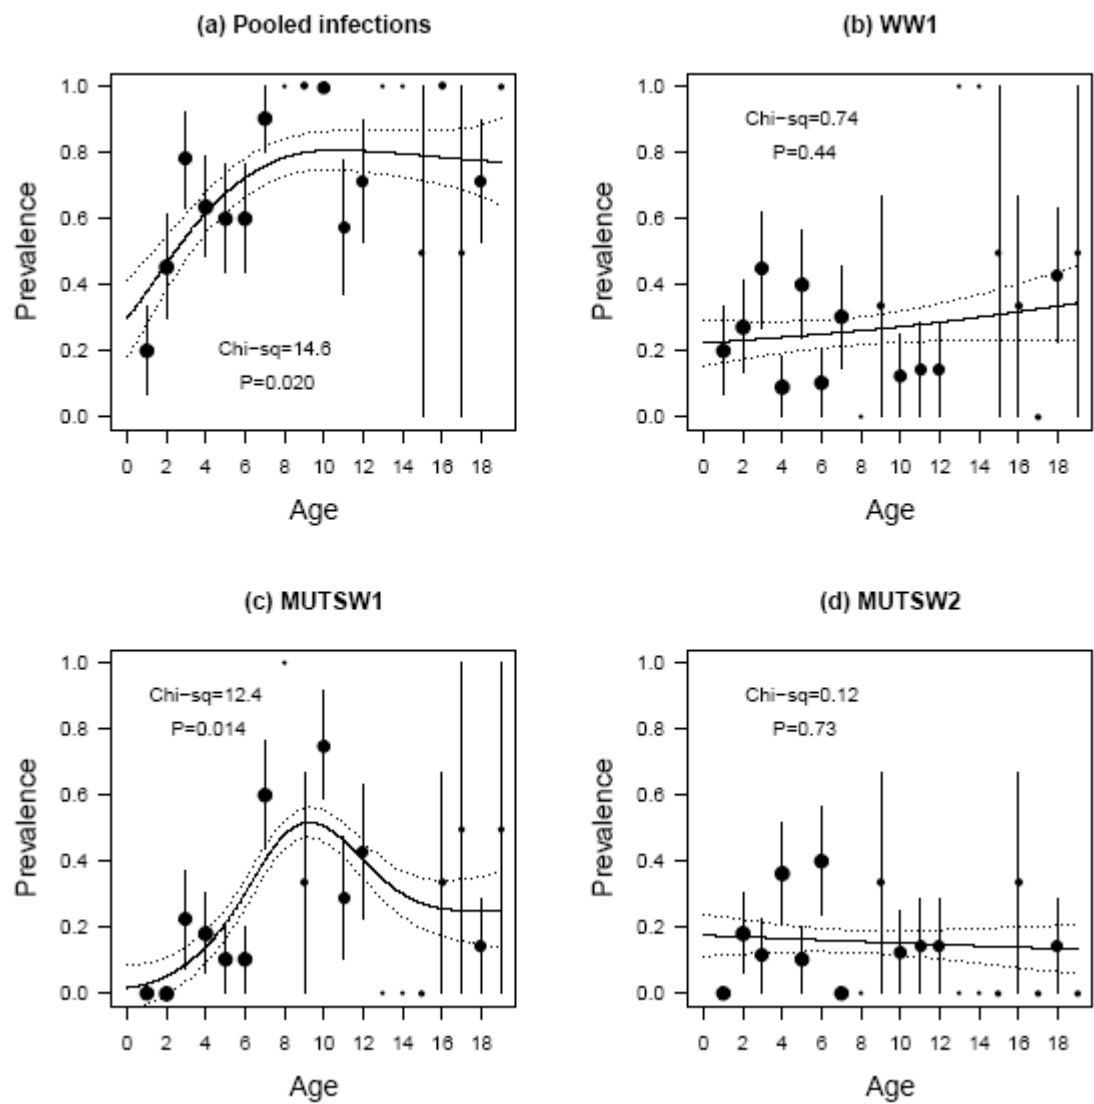 (a) Pooled infections
1.0
0.8
0.6
0.4
0.2
0.0
Prevalence
Chi-sq=14.6
P=0.020
0 2 4 6 8 10 12 14 16 18
Age
(b) WW1
1.0
0.8
0.6
0.4
0.2
0.0
Prevalence
Chi-sq=0.74
P=0.44
0 2 4 6 8 10 12 14 16 18
Age
(c) MUTSW1
1.0
0.8
0.6
0.4
0.2
0.0
Prevalence
Chi-sq=12.4
P=0.014
0 2 4 6 8 10 12 14 16 18
Age
(d) MUTSW2
1.0
0.8
0.6
0.4
0.2
0.0
Prevalence
Chi-sq=0.12
P=0.73
0 2 4 6 8 10 12 14 16 18
Age